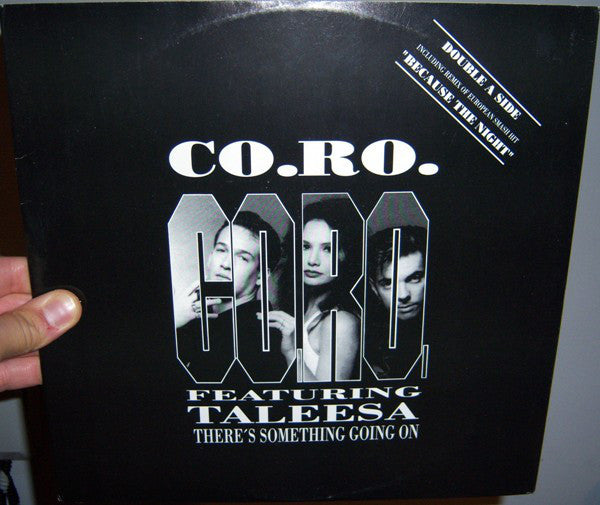 DOUBLE A SIDE
INCLUDING REMIX OF EUROPEAN SMASH HIT
"BECAUSE THE NIGHT"
CO.RO.
CO.RO.
FEATURING
TALEESA
THERE'S SOMETHING GOING ON